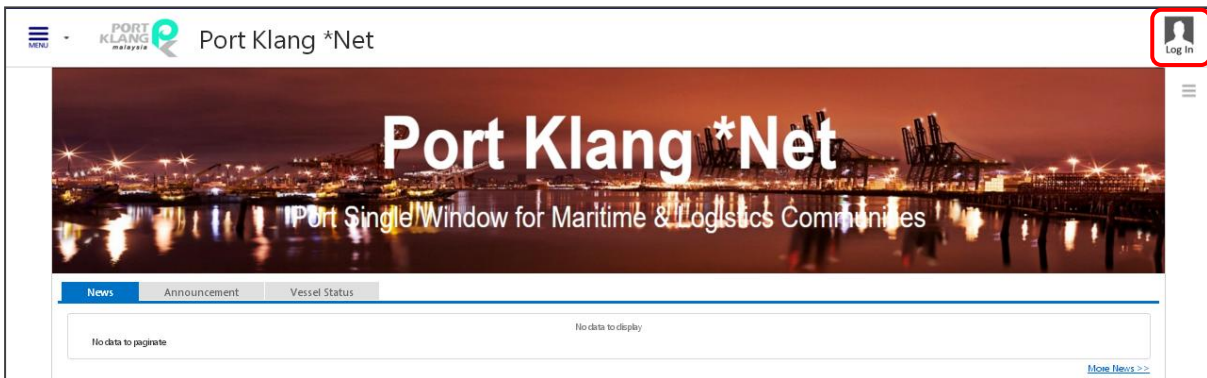 MENU
PORT
KLANG
malaysia
Port Klang *Net
Log In
Port Klang *Net
Port Single Window for Maritime & Logistics Communities
News Announcement Vessel Status
No data to display
No data to paginate
More News >>